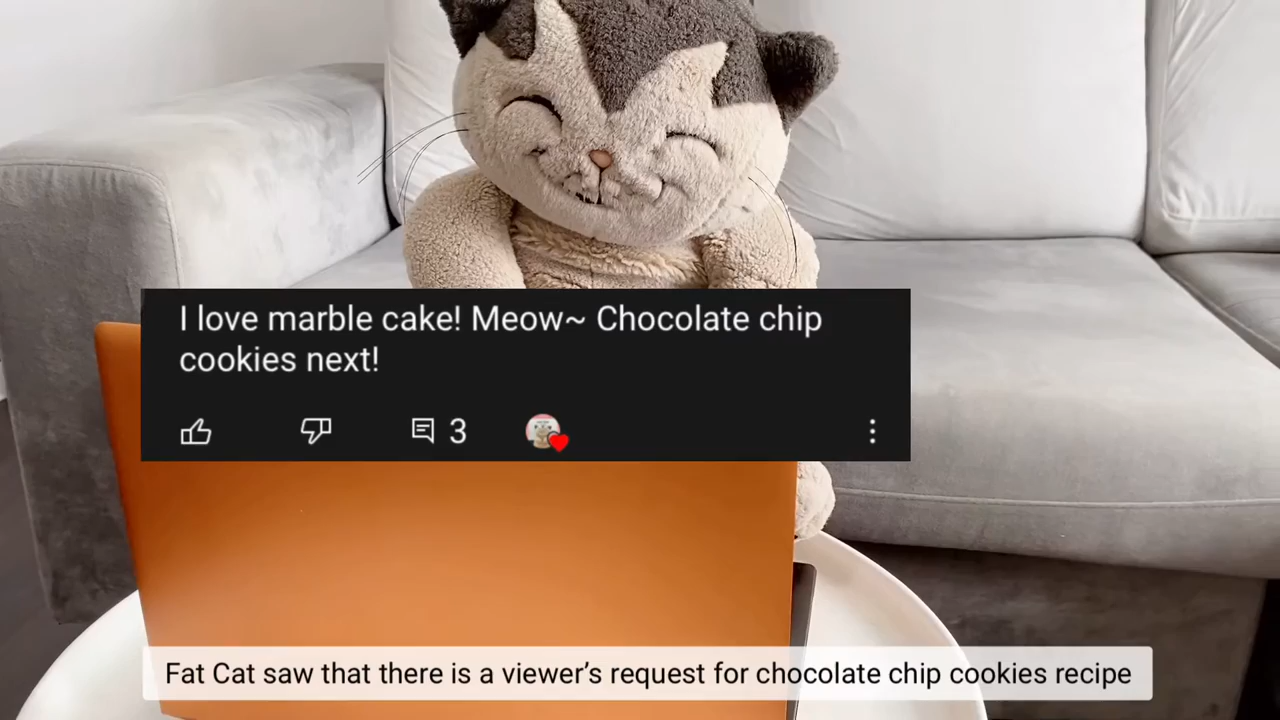 I love marble cake! Meow~ Chocolate chip
cookies next!
3
Fat Cat saw that there is a viewer’s request for chocolate chip cookies recipe